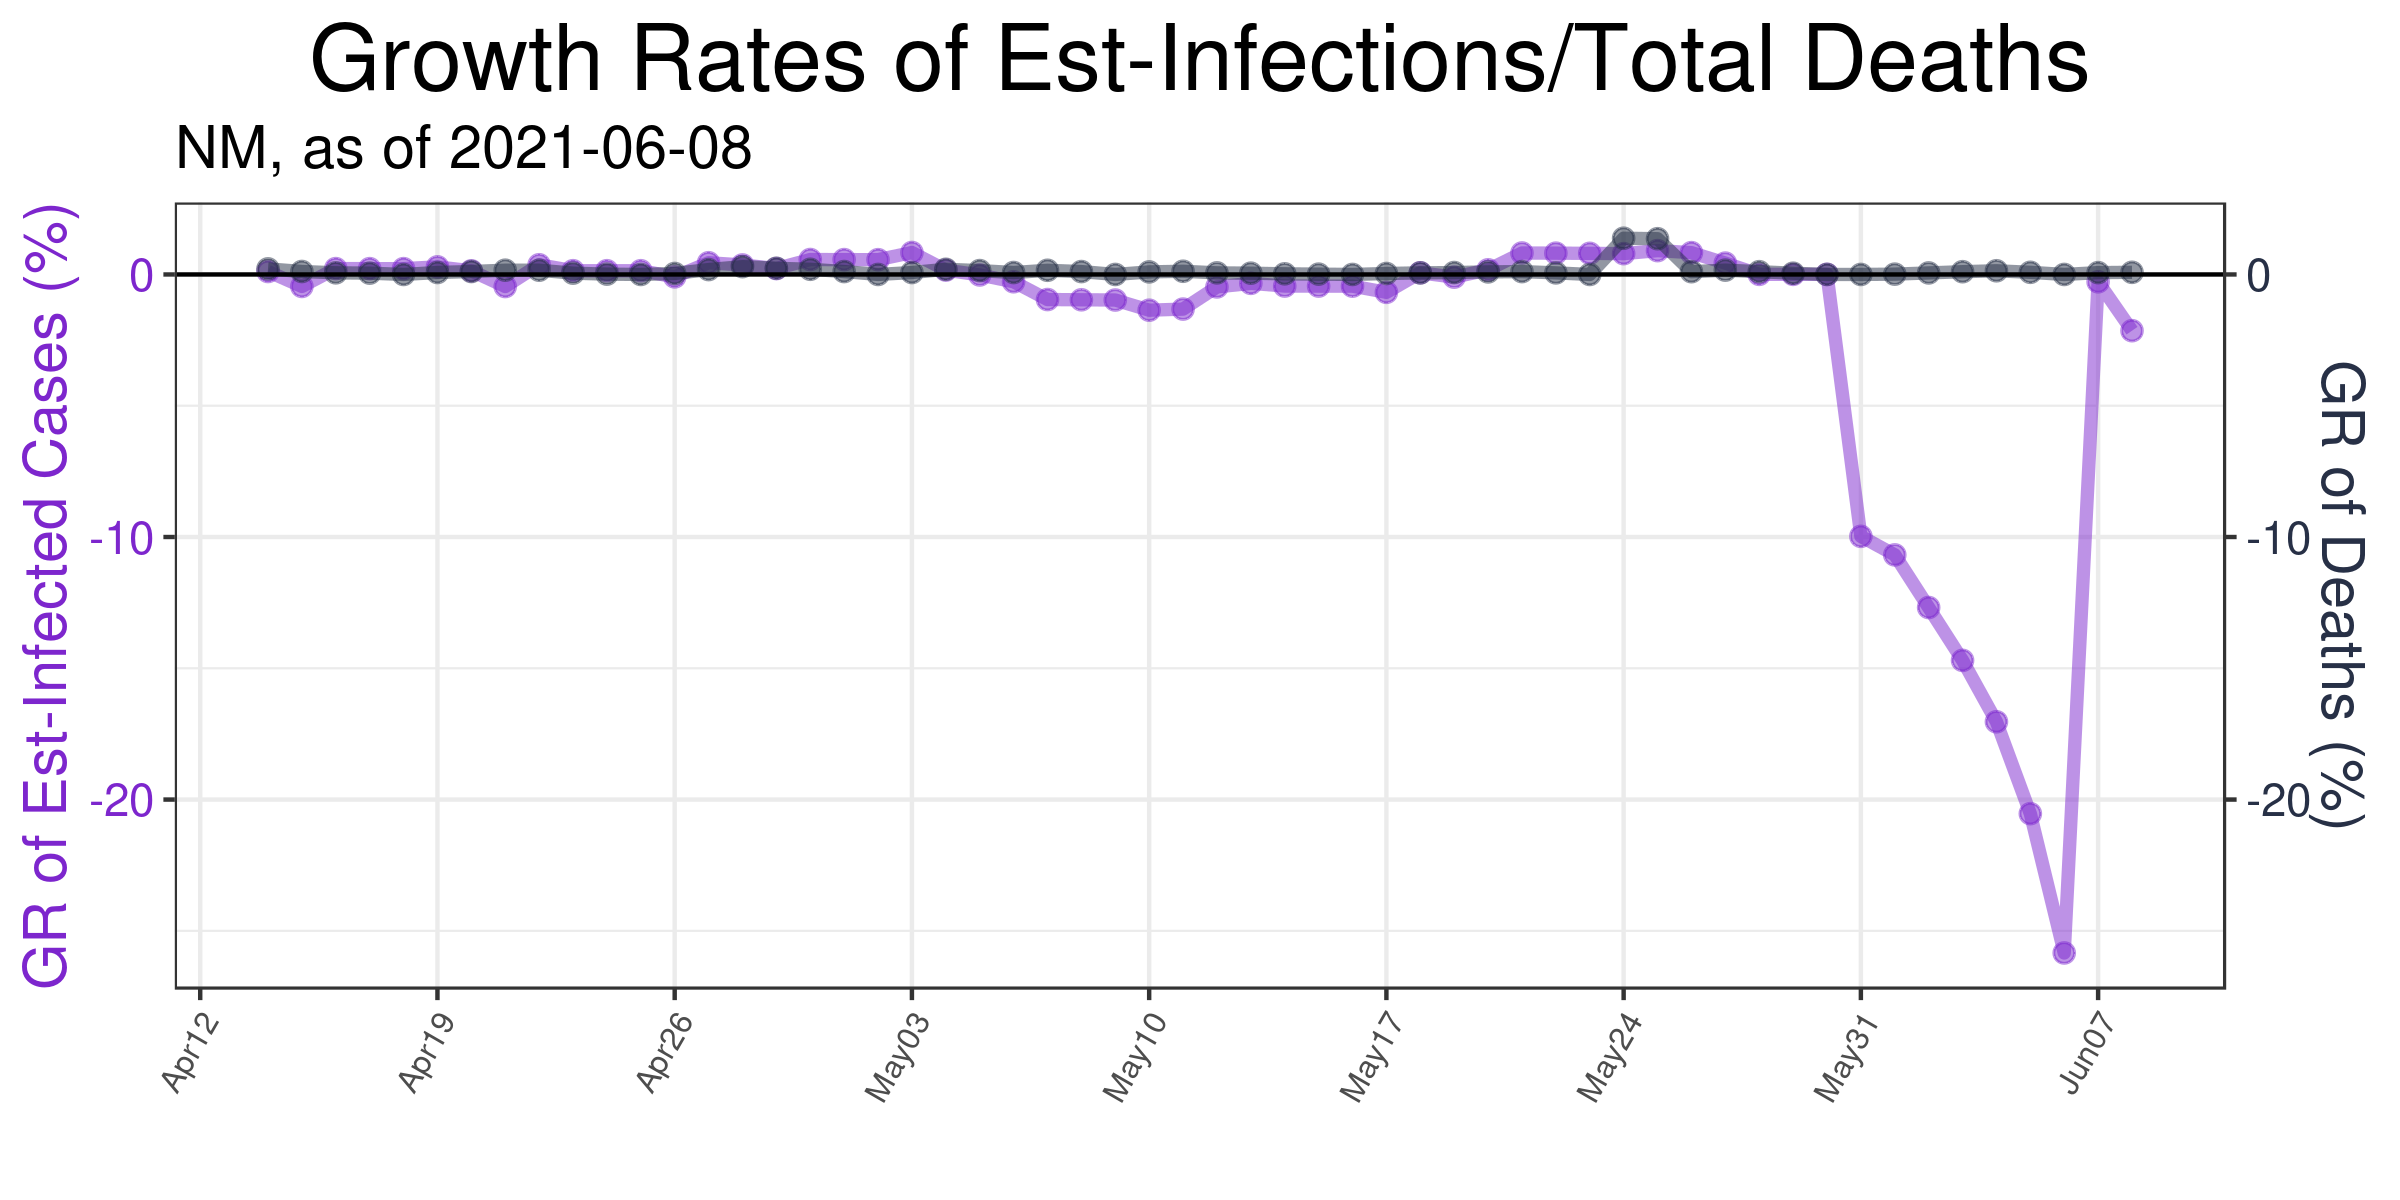 Growth Rates of Est-Infections/Total Deaths
NM, as of 2021-06-08
GR of Est-Infected Cases (%)
0
-10
-20
0
-10
-20
GR of Deaths (%)
Apr12
Apr19
Apr26
May03
May10
May17
May24
May31
Jun07